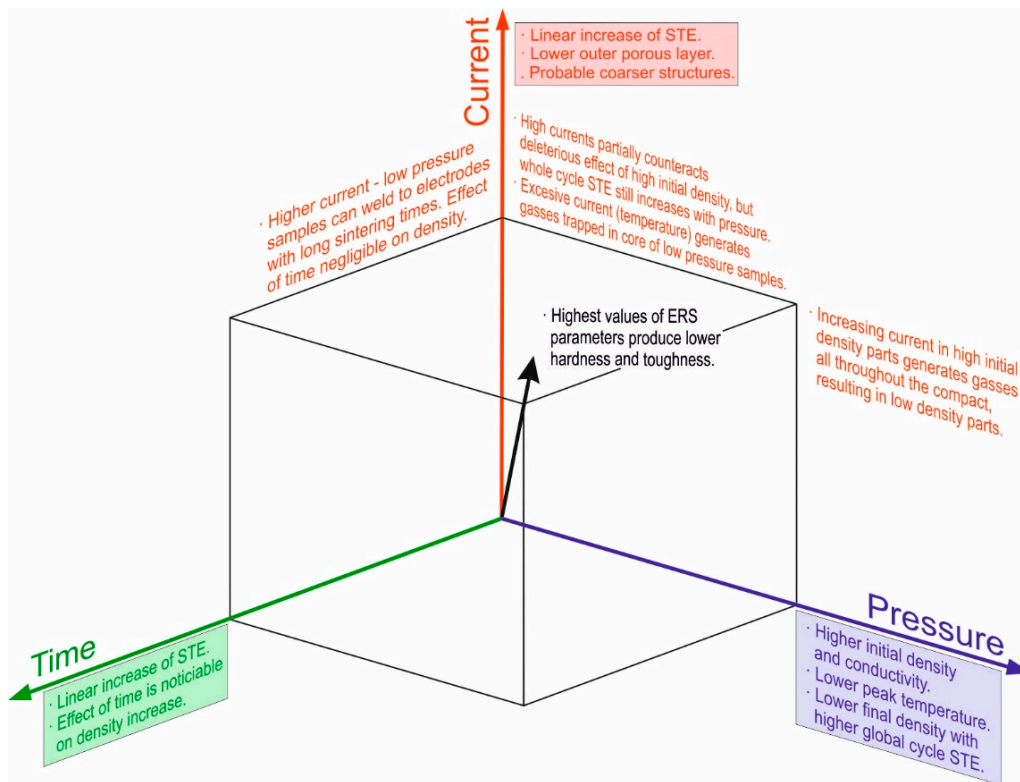 Current
· Linear increase of STE.
· Lower outer porous layer.
. Probable coarser structures.
· Higher current - low pressure
samples can weld to electrodes
with long sintering times. Effect
of time negligible on density.
· High currents partially counteracts
deleterious effect of high initial density, but
whole cycle STE still increases with pressure.
· Excesive current (temperature) generates
gasses trapped in core of low pressure samples.
· Highest values of ERS
parameters produce lower
hardness and toughness.
· Increasing current in high initial
density parts generates gasses
all throughout the compact,
resulting in low density parts.
Time
· Linear increase of STE.
· Effect of time is noticiable
on density increase.
Pressure
· Higher initial density
and conductivity.
· Lower peak temperature.
· Lower final density with
higher global cycle STE.